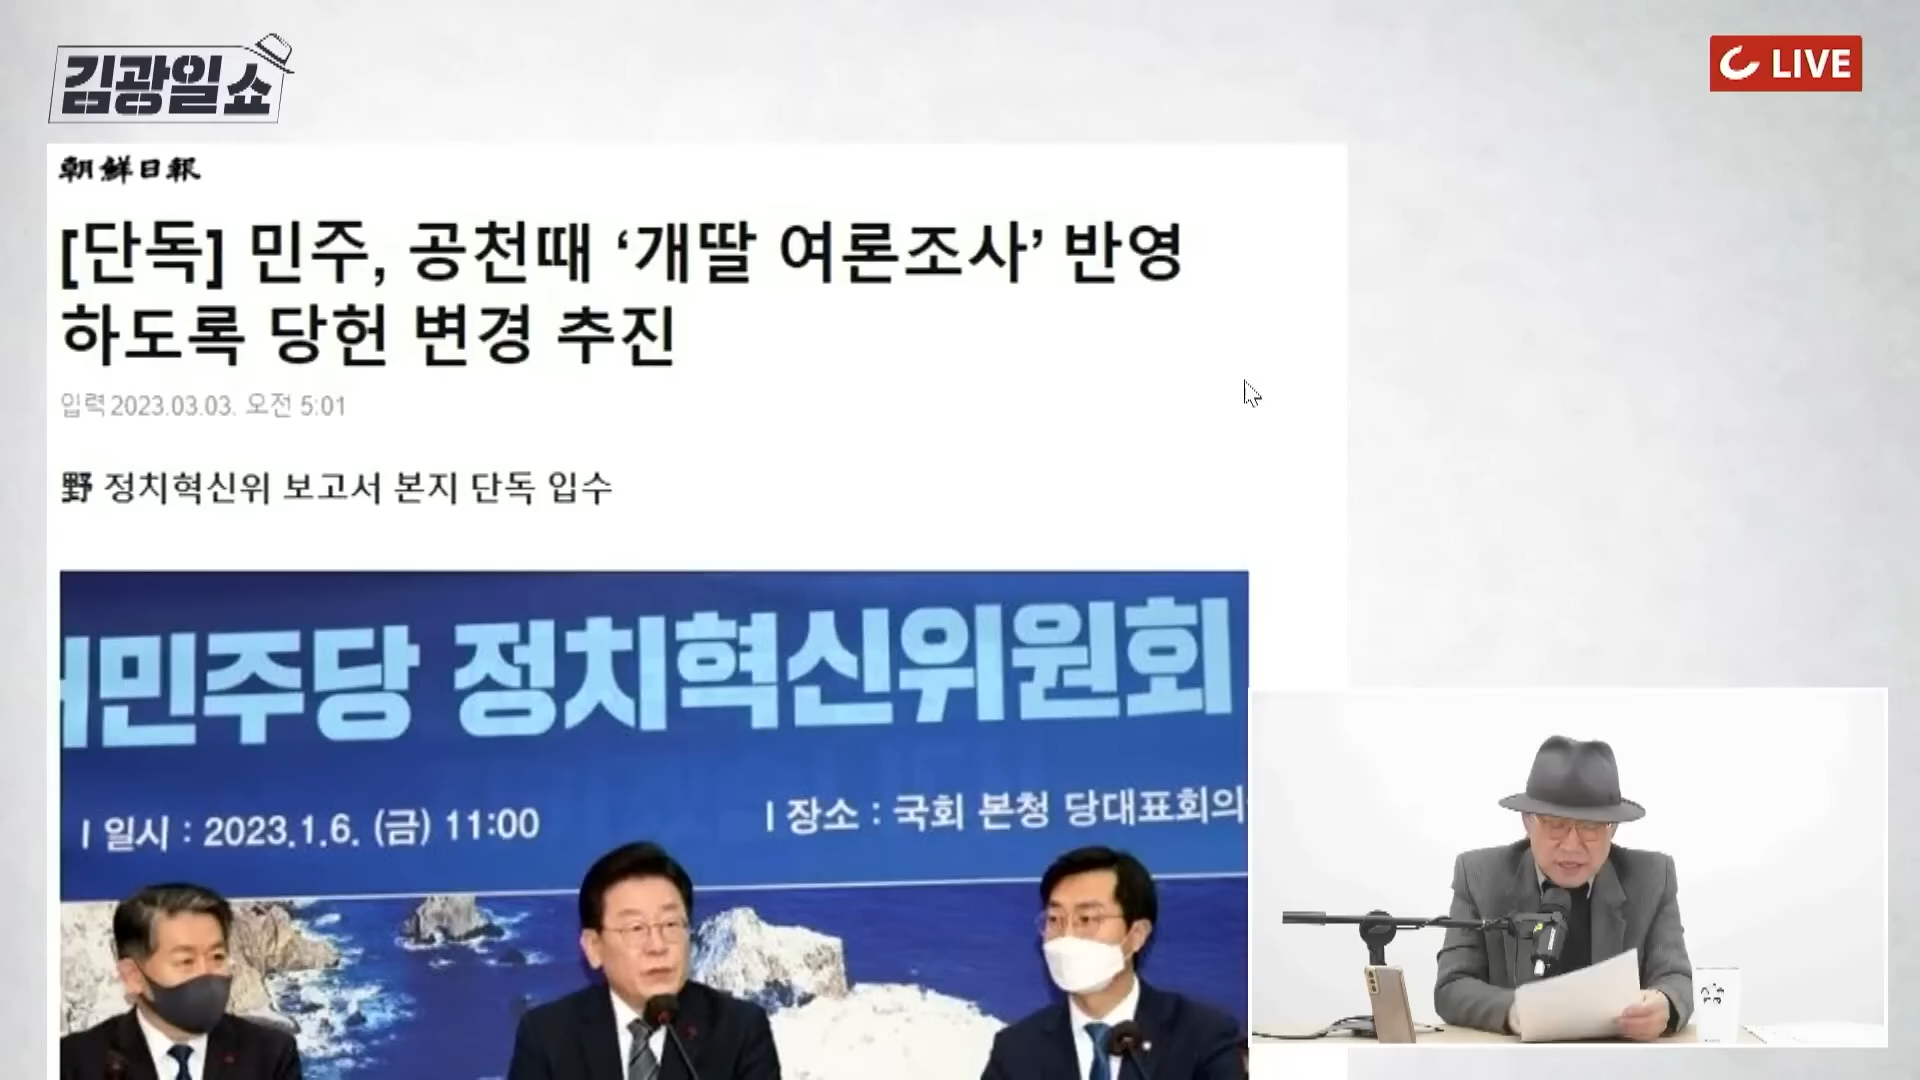 김광일쇼
LIVE
朝鮮日報
[단독] 민주, 공천때 ‘개딸 여론조사’ 반영
하도록 당헌 변경 추진
입력 2023.03.03. 오전 5:01
野 정치혁신위 보고서 본지 단독 입수
민주당 정치혁신위원회
| 일시 : 2023.1.6. (금) 11:00
| 장소 : 국회 본청 당대표회의